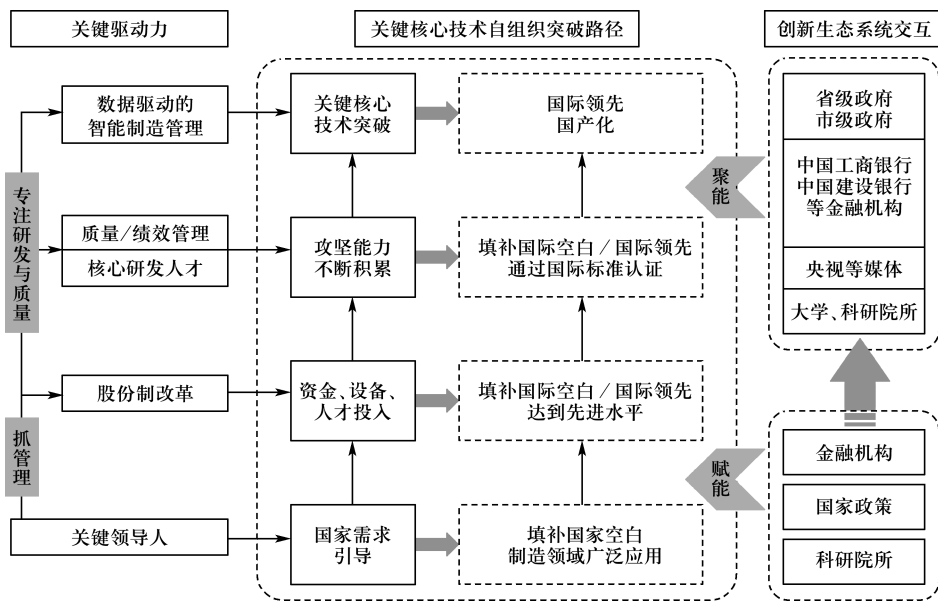 关键驱动力
关键核心技术自组织突破路径
创新生态系统交互
数据驱动的
智能制造管理
质量/绩效管理
核心研发人才
股份制改革
关键领导人
专注研发与质量
抓管理
关键核心
技术突破
攻坚能力
不断积累
资金、设备、
人才投入
国家需求
引导
国际领先
国产化
填补国际空白/国际领先
通过国际标准认证
填补国际空白/国际领先
达到先进水平
填补国家空白
制造领域广泛应用
聚能
赋能
省级政府
市级政府
中国工商银行
中国建设银行
等金融机构
央视等媒体
大学、科研院所
金融机构
国家政策
科研院所